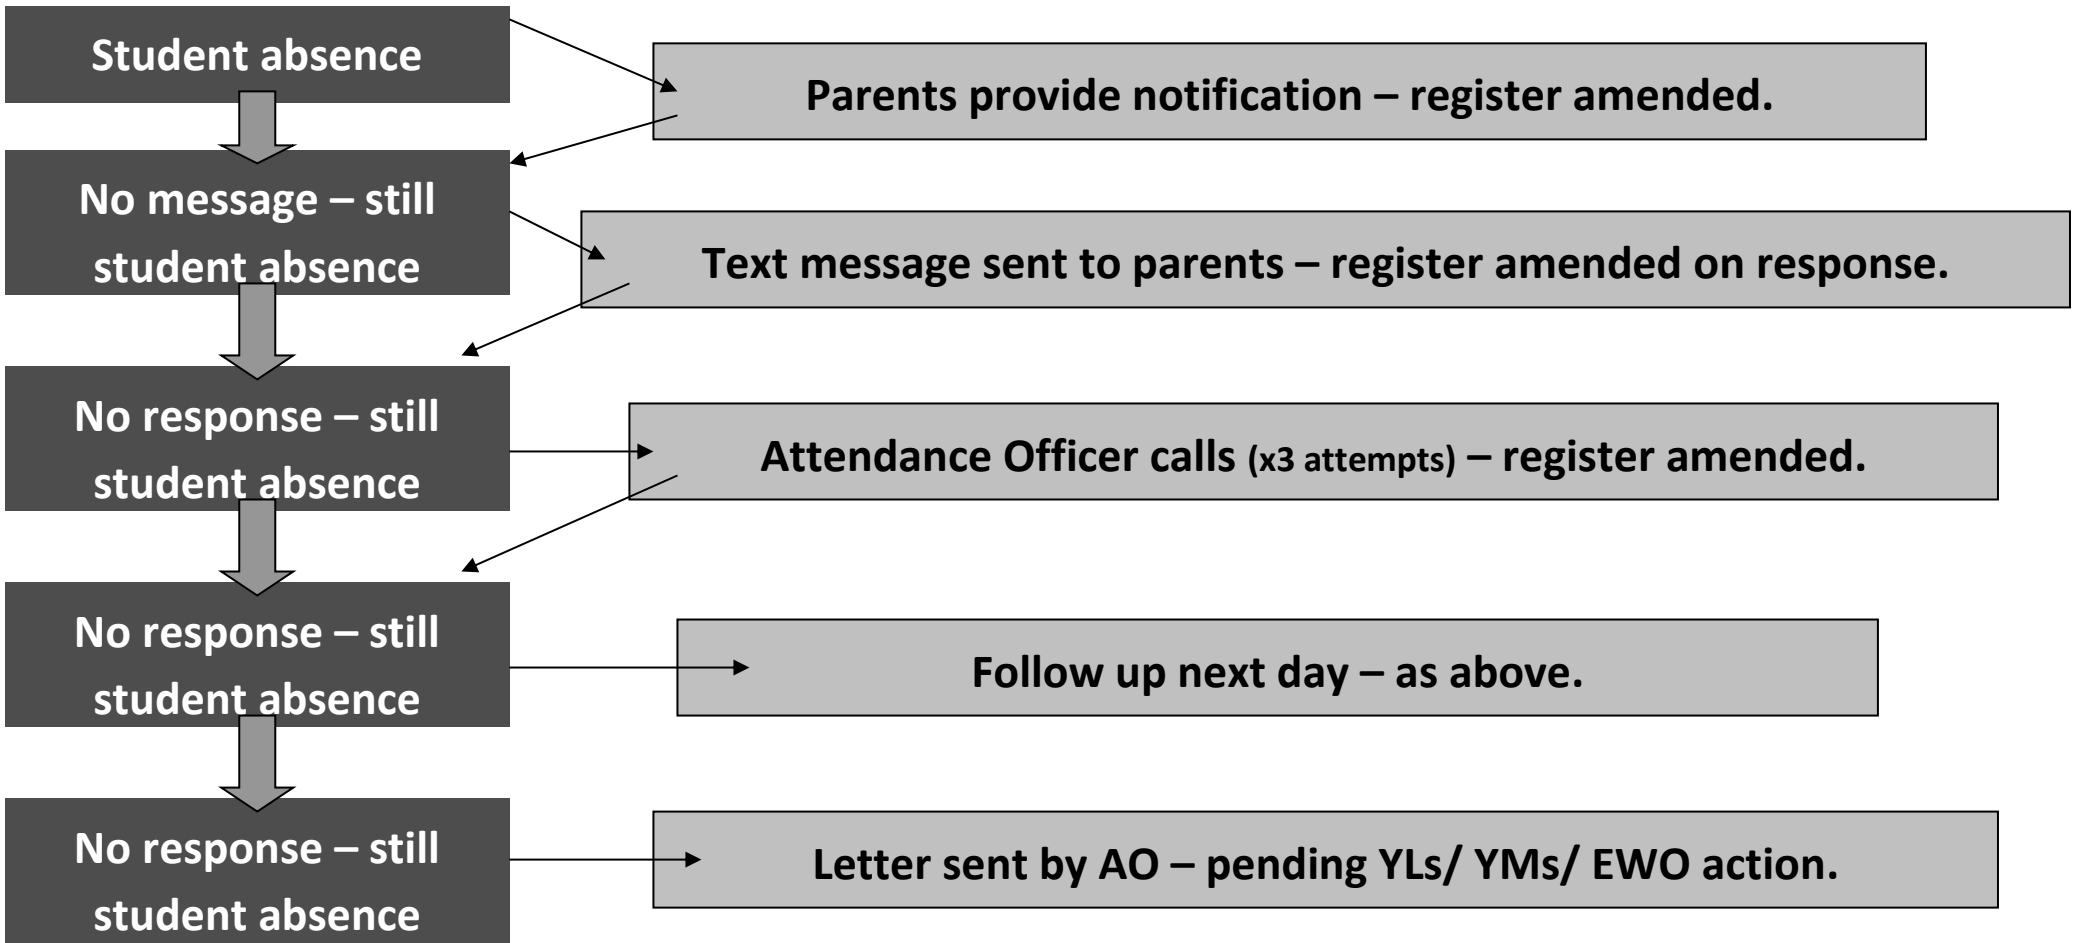 Student absence
Parents provide notification – register amended.
No message – still
student absence
Text message sent to parents – register amended on response.
No response – still
student absence
Attendance Officer calls (x3 attempts) – register amended.
No response – still
student absence
Follow up next day – as above.
No response – still
student absence
Letter sent by AO – pending YLs/ YMs/ EWO action.